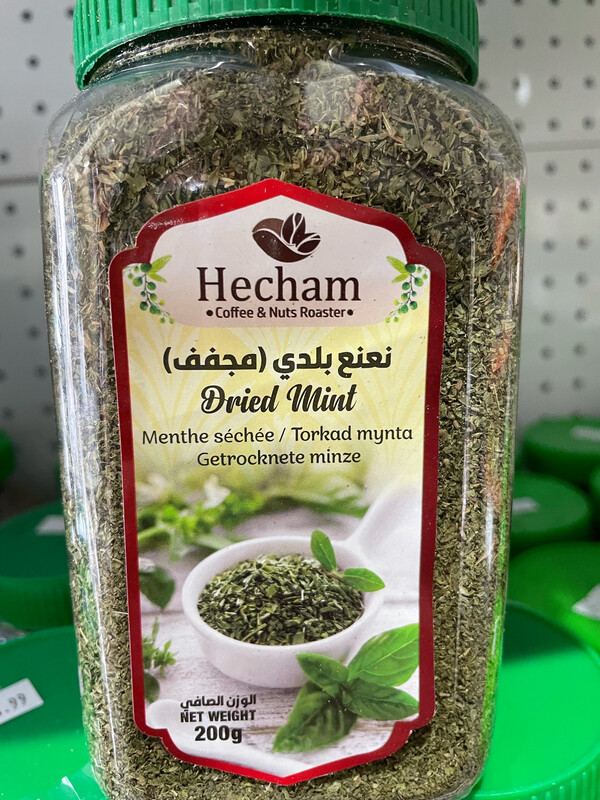 Hecham
•Coffee & Nuts Roaster•
نعنع بلدي (مجفف)
Dried Mint
Menthe séchée / Torkad mynta
Getrocknete minze
الوزن الصافي
NET WEIGHT
200g
.99